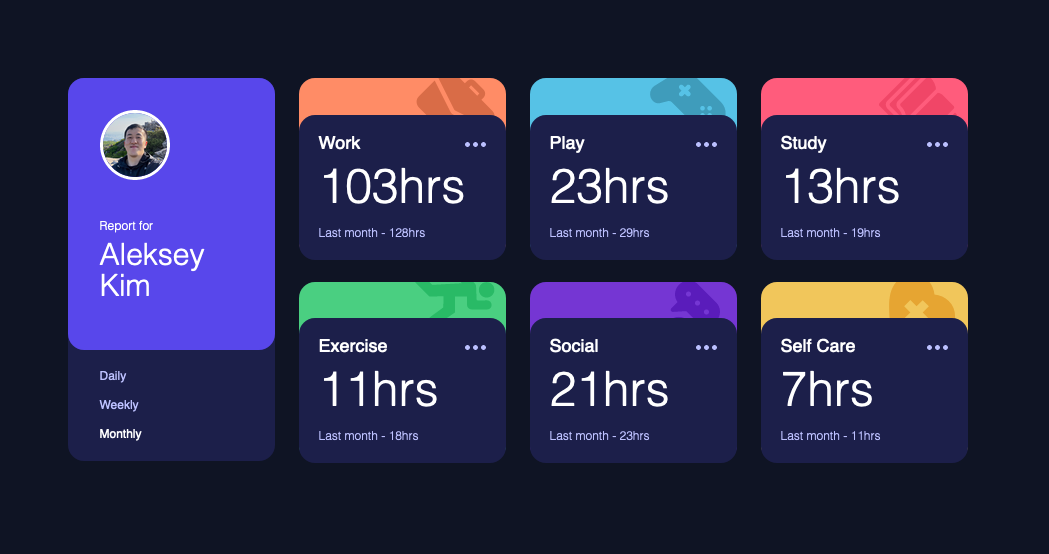 Report for
Aleksey
Kim
Daily
Weekly
Monthly
Work
103hrs
Last month - 128hrs
Play
23hrs
Last month - 29hrs
Study
13hrs
Last month - 19hrs
Exercise
11hrs
Last month - 18hrs
Social
21hrs
Last month - 23hrs
Self Care
7hrs
Last month - 11hrs